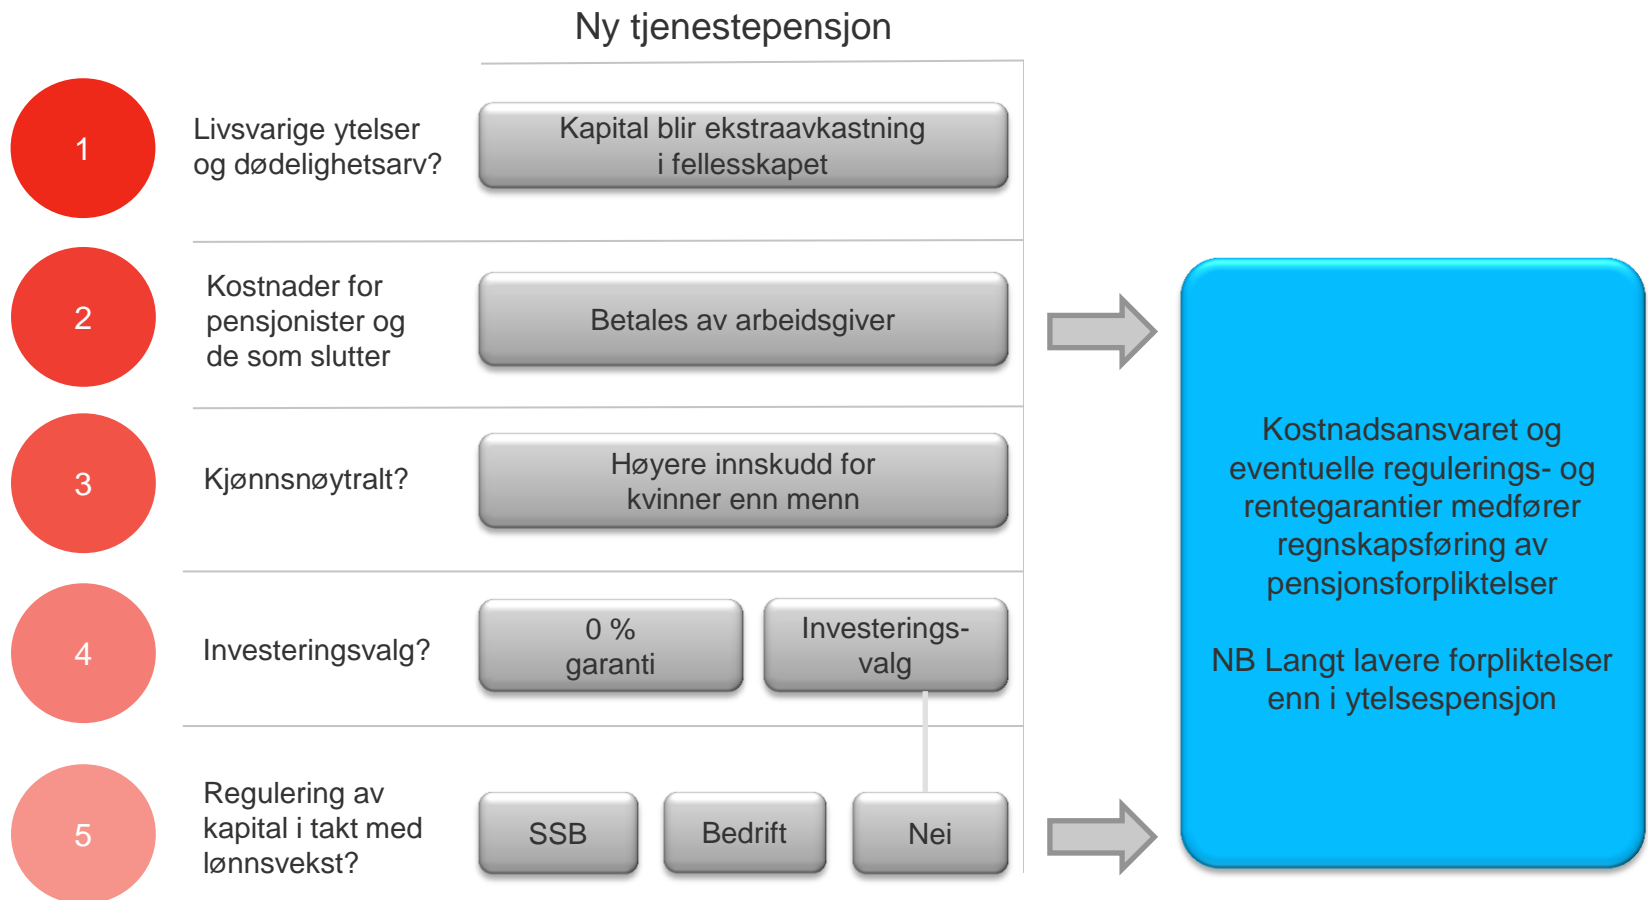 Ny tjenestepensjon
1
Livsvarige ytelser
og dødelighetsarv?
Kapital blir ekstraavkastning
i fellesskapet
2
Kostnader for
pensjonister og
de som slutter
Betales av arbeidsgiver
3
Kjønnsnøytralt?
Høyere innskudd for
kvinner enn menn
4
Investeringsvalg?
0 %
garanti
Investerings-
valg
5
Regulering av
kapital i takt med
lønnsvekst?
SSB
Bedrift
Nei
Kostnadsansvaret og
eventuelle regulerings- og
rentegarantier medfører
regnskapsføring av
pensjonsforpliktelser
NB Langt lavere forpliktelser
enn i ytelsespensjon